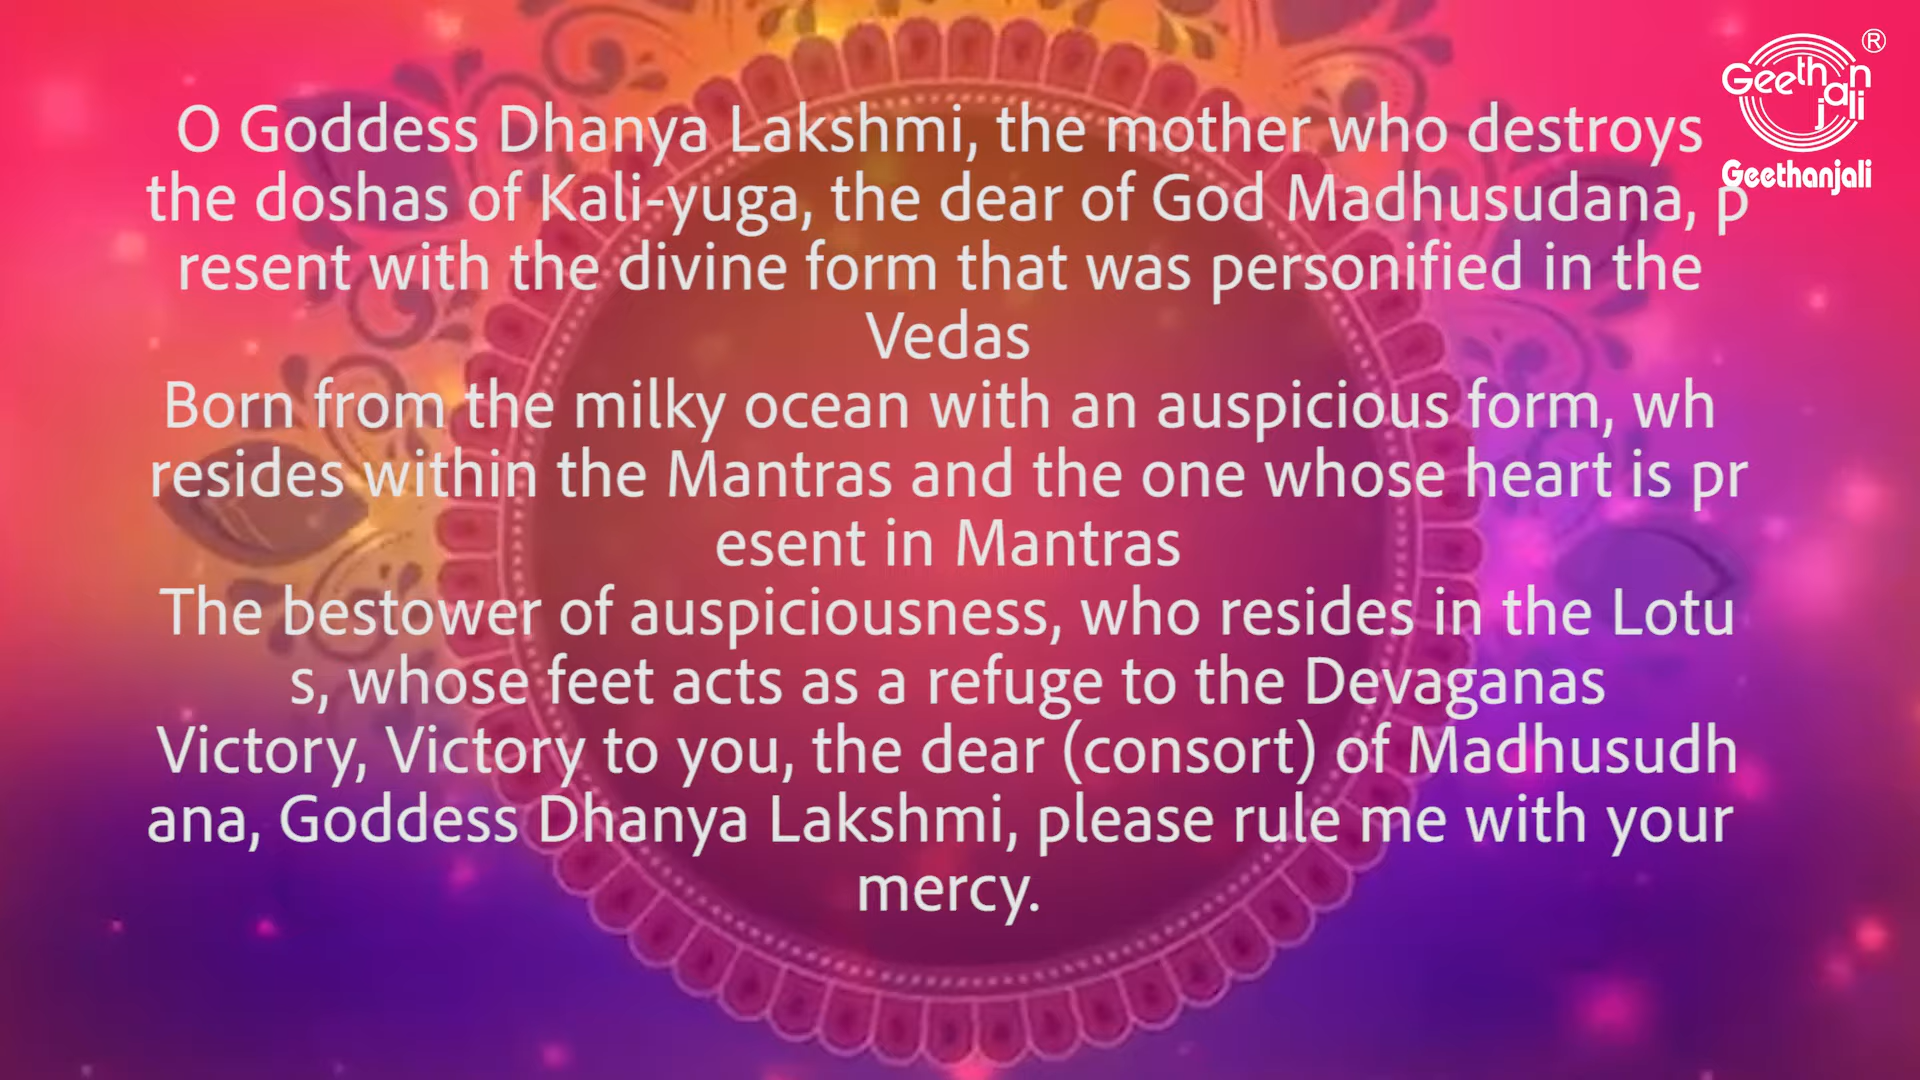 O Goddess Dhanya Lakshmi, the mother who destroys
the doshas of Kali-yuga, the dear of God Madhusudana, p
resent with the divine form that was personified in the
Vedas
Born from the milky ocean with an auspicious form, wh
resides within the Mantras and the one whose heart is pr
esent in Mantras
The bestower of auspiciousness, who resides in the Lotu
s, whose feet acts as a refuge to the Devaganas
Victory, Victory to you, the dear (consort) of Madhusudh
ana, Goddess Dhanya Lakshmi, please rule me with your
mercy.
Geethanjali ®
Geethanjali